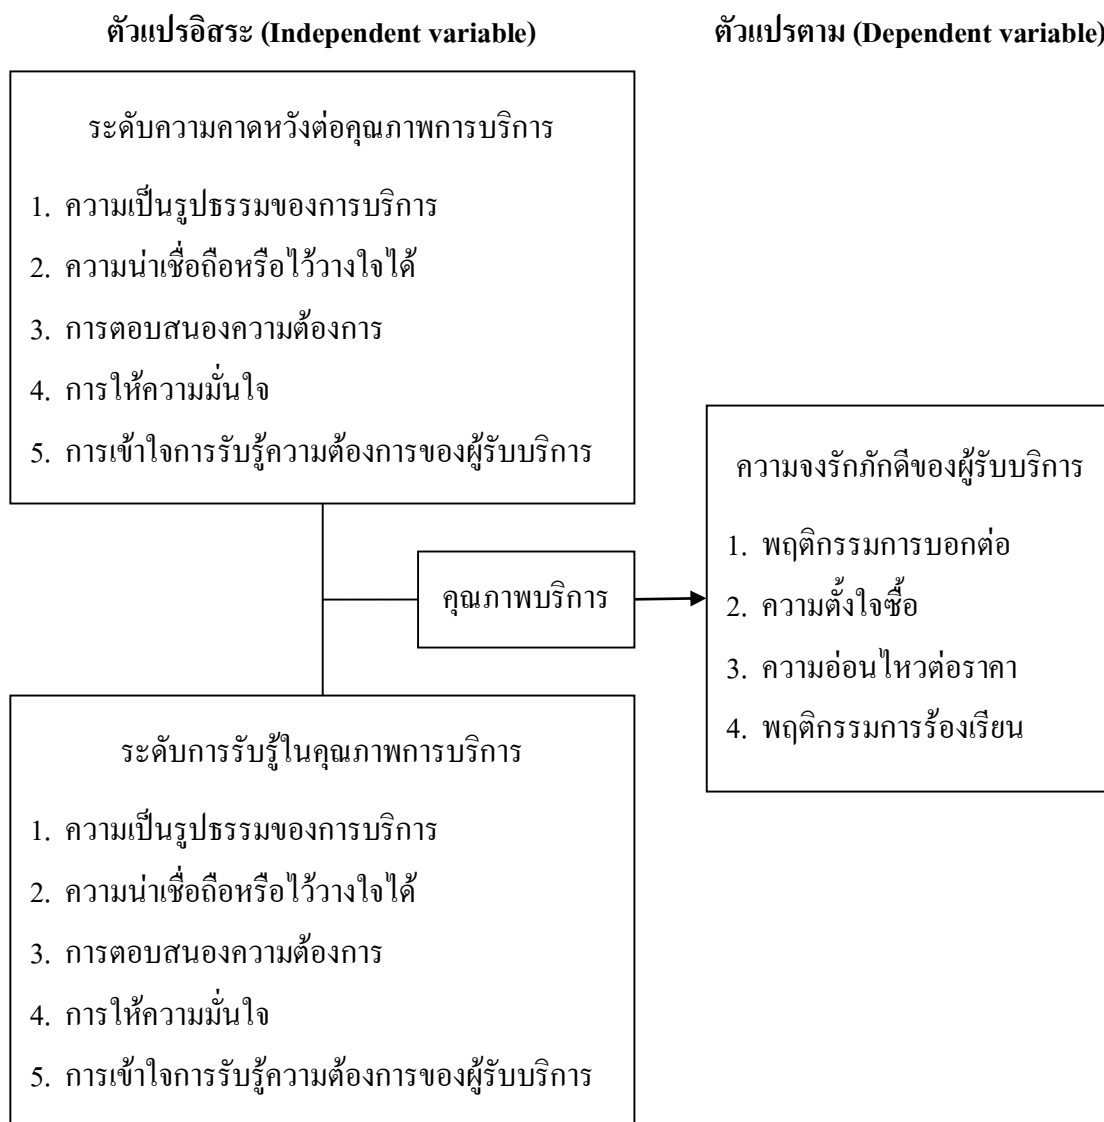 ตัวแปรอิสระ (Independent variable)
ตัวแปรตาม (Dependent variable)
ระดับความคาดหวังต่อคุณภาพการบริการ
1. ความเป็นรูปธรรมของการบริการ
2. ความน่าเชื่อถือหรือไว้วางใจได้
3. การตอบสนองความต้องการ
4. การให้ความมั่นใจ
5. การเข้าใจการรับรู้ความต้องการของผู้รับบริการ
คุณภาพบริการ
ความจงรักภักดีของผู้รับบริการ
1. พฤติกรรมการบอกต่อ
2. ความตั้งใจซื้อ
3. ความอ่อนไหวต่อราคา
4. พฤติกรรมการร้องเรียน
ระดับการรับรู้ในคุณภาพการบริการ
1. ความเป็นรูปธรรมของการบริการ
2. ความน่าเชื่อถือหรือไว้วางใจได้
3. การตอบสนองความต้องการ
4. การให้ความมั่นใจ
5. การเข้าใจการรับรู้ความต้องการของผู้รับบริการ